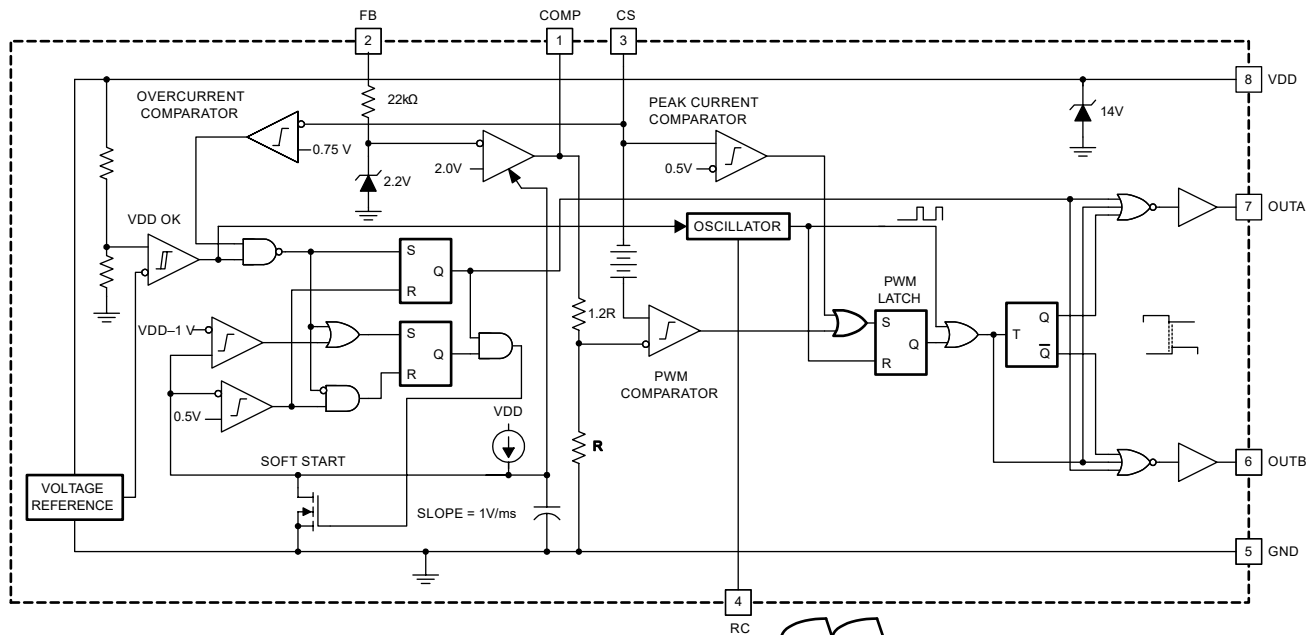 FB
COMP
CS
2
1
3
8
VDD
OVERCURRENT
COMPARATOR
22kΩ
PEAK CURRENT
COMPARATOR
14V
0.75 V
2.0V
0.5V
2.2V
VDD OK
OSCILLATOR
7
OUTA
S
Q
R
PWM
LATCH
1.2R
VDD–1 V
S
Q
R
S
Q
R
T
Q
Q̅
PWM
COMPARATOR
0.5V
VDD
R
SOFT START
6
OUTB
VOLTAGE
REFERENCE
SLOPE = 1V/ms
5
GND
4
RC